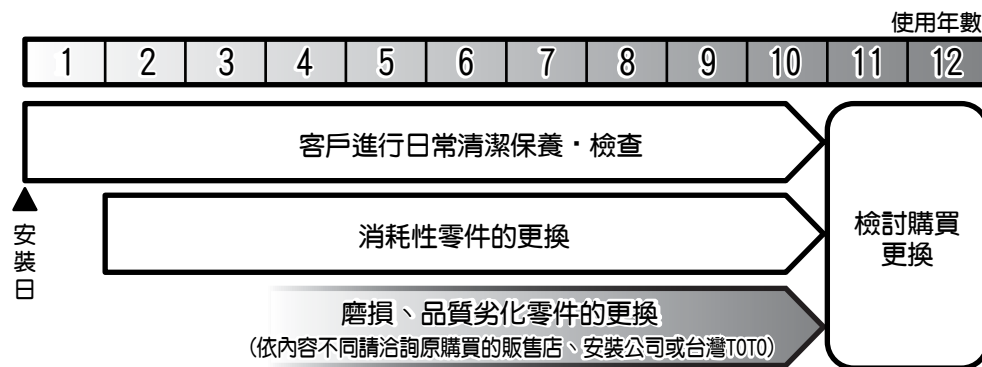 使用年數
1 2 3 4 5 6 7 8 9 10 11 12
客戶進行日常清潔保養・檢查
安裝日
消耗性零件的更換
檢討購買
更換
磨損、品質劣化零件的更換
(依內容不同請洽詢原購買的販售店、安裝公司或台灣TOTO)